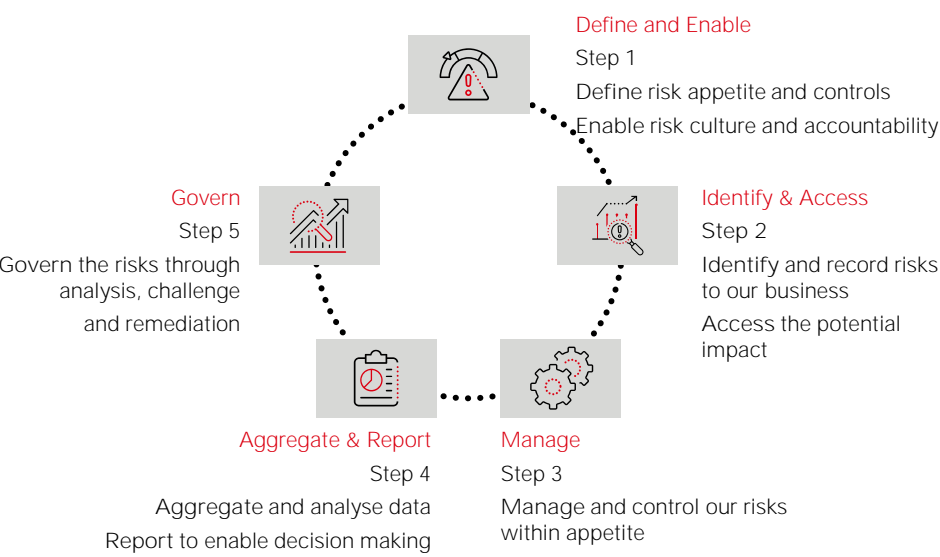 Define and Enable
Step 1
Define risk appetite and controls
Enable risk culture and accountability
Identify & Access
Step 2
Identify and record risks
to our business
Access the potential
impact
Manage
Step 3
Manage and control our risks
within appetite
Aggregate & Report
Step 4
Aggregate and analyse data
Report to enable decision making
Govern
Step 5
Govern the risks through
analysis, challenge
and remediation